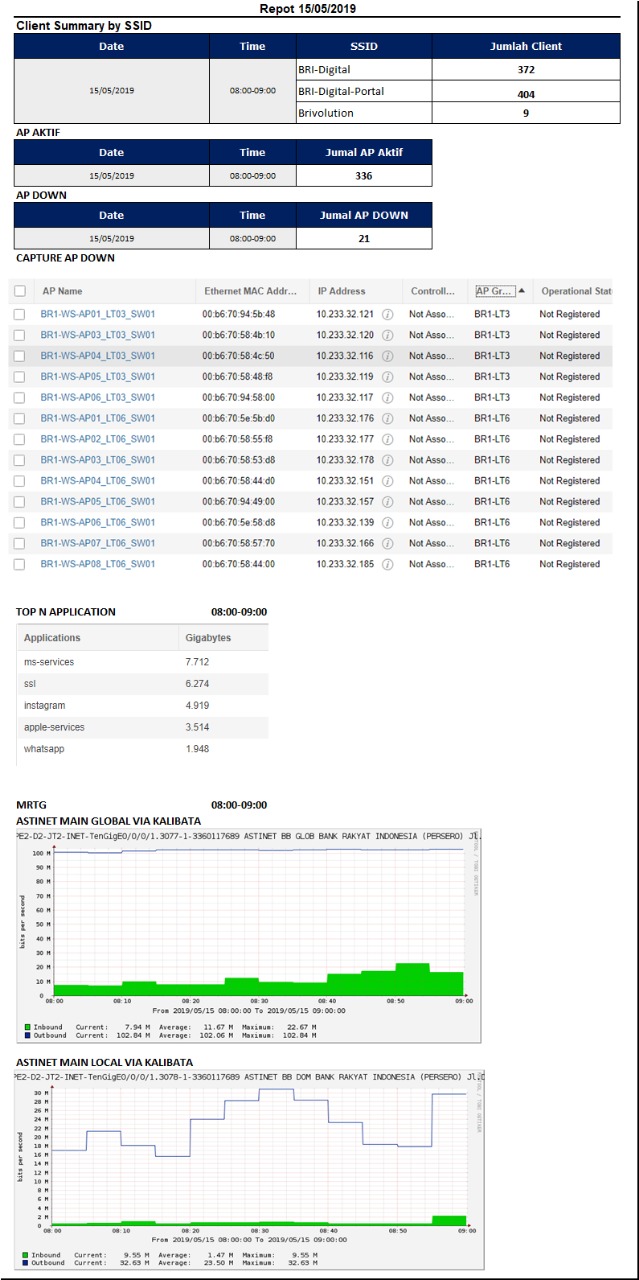 Repot 15/05/2019
Client Summary by SSID
Date Time SSID Jumlah Client
15/05/2019 08:00-09:00 BRI-Digital 372
BRI-Digital-Portal 404
Brivolution 9
AP AKTIF
Date Time Jumal AP Aktif
15/05/2019 08:00-09:00 336
AP DOWN
Date Time Jumal AP DOWN
15/05/2019 08:00-09:00 21
CAPTURE AP DOWN
AP Name Ethernet MAC Addr... IP Address Controll... AP Gr... Operational Stat
BR1-WS-AP01_LT03_SW01 00:b6:70:94:5b:48 10.233.32.121 Not Asso... BR1-LT3 Not Registered
BR1-WS-AP03_LT03_SW01 00:b6:70:58:4b:10 10.233.32.120 Not Asso... BR1-LT3 Not Registered
BR1-WS-AP04_LT03_SW01 00:b6:70:58:4c:50 10.233.32.116 Not Asso... BR1-LT3 Not Registered
BR1-WS-AP05_LT03_SW01 00:b6:70:58:48:f8 10.233.32.119 Not Asso... BR1-LT3 Not Registered
BR1-WS-AP06_LT03_SW01 00:b6:70:94:58:00 10.233.32.117 Not Asso... BR1-LT3 Not Registered
BR1-WS-AP01_LT06_SW01 00:b6:70:5e:5b:d0 10.233.32.176 Not Asso... BR1-LT6 Not Registered
BR1-WS-AP02_LT06_SW01 00:b6:70:58:55:f8 10.233.32.177 Not Asso... BR1-LT6 Not Registered
BR1-WS-AP03_LT06_SW01 00:b6:70:58:53:d8 10.233.32.178 Not Asso... BR1-LT6 Not Registered
BR1-WS-AP04_LT06_SW01 00:b6:70:58:44:d0 10.233.32.151 Not Asso... BR1-LT6 Not Registered
BR1-WS-AP05_LT06_SW01 00:b6:70:94:49:00 10.233.32.157 Not Asso... BR1-LT6 Not Registered
BR1-WS-AP06_LT06_SW01 00:b6:70:5e:58:d8 10.233.32.139 Not Asso... BR1-LT6 Not Registered
BR1-WS-AP07_LT06_SW01 00:b6:70:58:57:70 10.233.32.166 Not Asso... BR1-LT6 Not Registered
BR1-WS-AP08_LT06_SW01 00:b6:70:58:44:00 10.233.32.185 Not Asso... BR1-LT6 Not Registered
TOP N APPLICATION 08:00-09:00
Applications Gigabytes
ms-services 7.712
ssl 6.274
instagram 4.919
apple-services 3.514
whatsapp 1.948
MRTG 08:00-09:00
ASTINET MAIN GLOBAL VIA KALIBATA
PE2-D2-JT2-INET-TenGigE0/0/0/1.3077-1-3360117689 ASTINET BB GLOB BANK RAKYAT INDONESIA (PERSERO) Jl.
bits per second
100 M
90 M
80 M
70 M
60 M
50 M
40 M
30 M
20 M
10 M
0
08:00 08:10 08:20 08:30 08:40 08:50 09:00
From 2019/05/15 08:00:00 To 2019/05/15 09:00:00
Inbound Current: 7.94 M Average: 11.67 M Maximum: 22.67 M
Outbound Current: 102.84 M Average: 102.06 M Maximum: 102.84 M
ASTINET MAIN LOCAL VIA KALIBATA
PE2-D2-JT2-INET-TenGigE0/0/0/1.3078-1-3360117689 ASTINET BB DOM BANK RAKYAT INDONESIA (PERSERO) Jl.D
bits per second
30 M
28 M
26 M
24 M
22 M
20 M
18 M
16 M
14 M
12 M
10 M
8 M
6 M
4 M
2 M
0
08:00 08:10 08:20 08:30 08:40 08:50 09:00
From 2019/05/15 08:00:00 To 2019/05/15 09:00:00
Inbound Current: 9.55 M Average: 1.47 M Maximum: 9.55 M
Outbound Current: 32.63 M Average: 23.50 M Maximum: 32.63 M